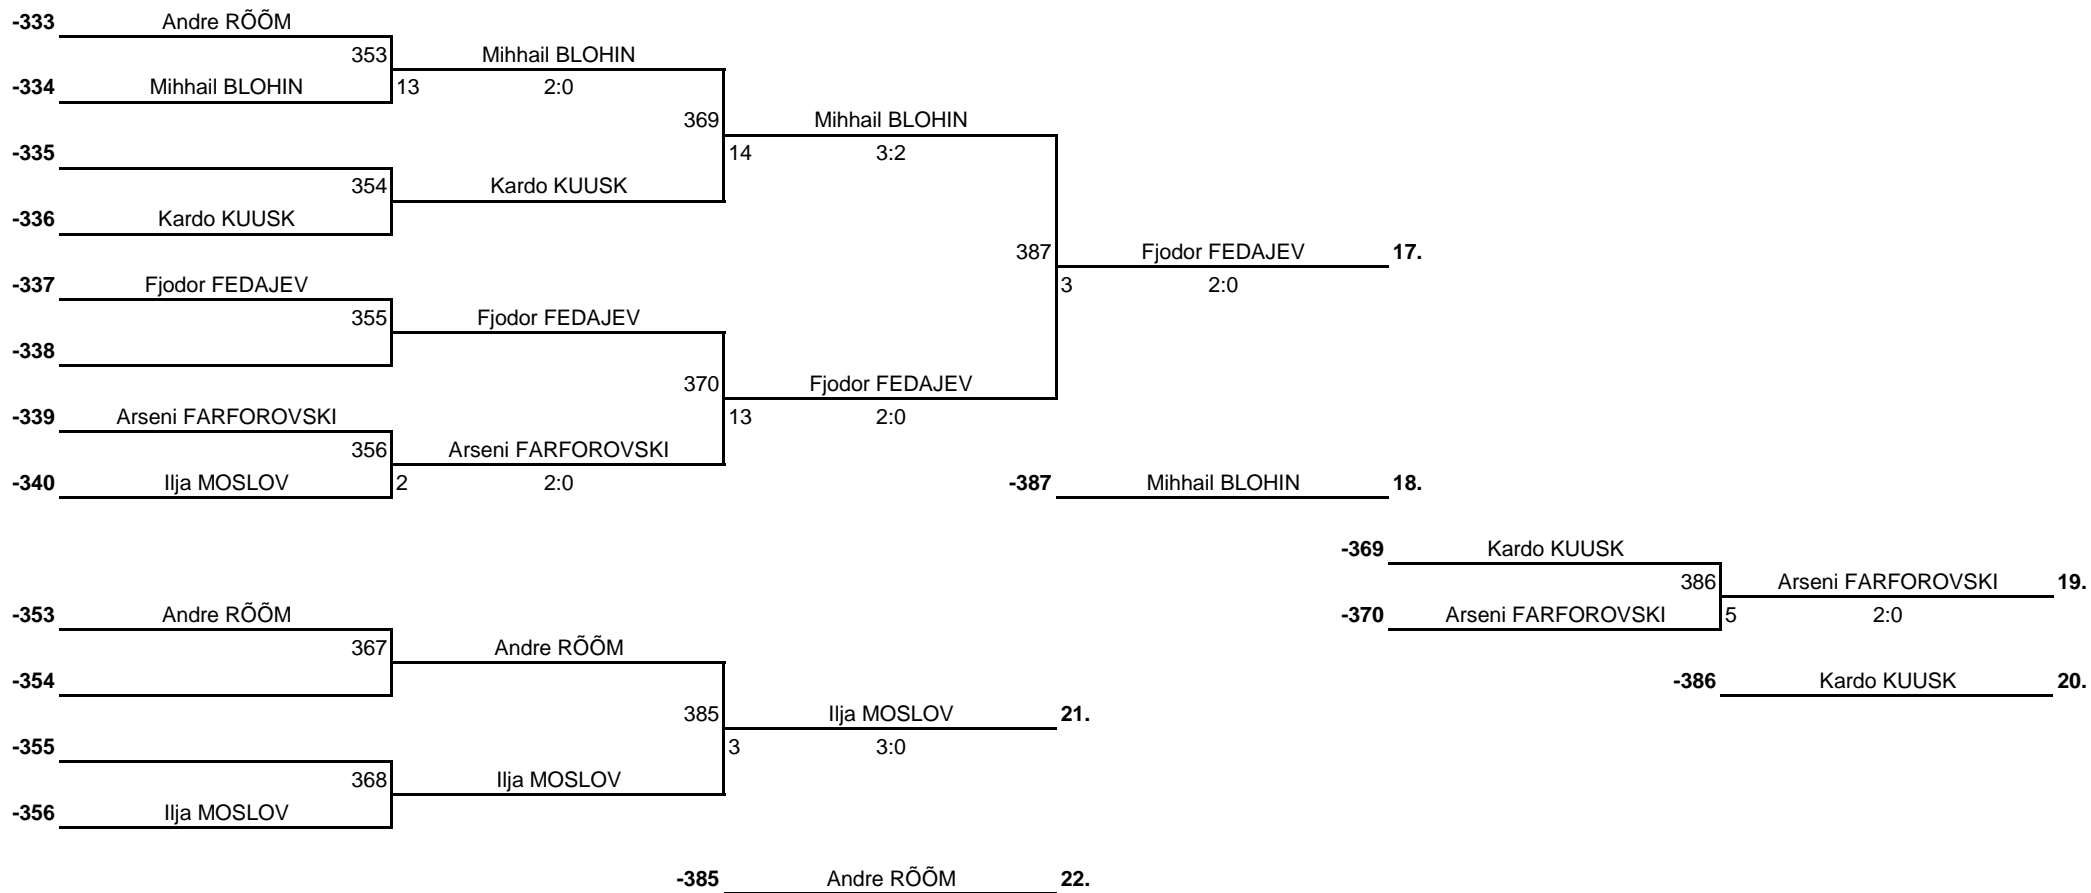 -333 Andre RÕÕM
353 Mihhail BLOHIN
-334 Mihhail BLOHIN 13 2:0
369 Mihhail BLOHIN
-335 14 3:2
354 Kardo KUUSK
-336 Kardo KUUSK
387 Fjodor FEDAJEV 17.
-337 Fjodor FEDAJEV 3 2:0
355 Fjodor FEDAJEV
-338
370 Fjodor FEDAJEV
-339 Arseni FARFOROVSKI 13 2:0
356 Arseni FARFOROVSKI
-340 Ilja MOSLOV 2 2:0 -387 Mihhail BLOHIN 18.
-369 Kardo KUUSK
386 Arseni FARFOROVSKI 19.
-353 Andre RÕÕM -370 Arseni FARFOROVSKI 5 2:0
367 Andre RÕÕM
-354 -386 Kardo KUUSK 20.
385 Ilja MOSLOV 21.
-355 3 3:0
368 Ilja MOSLOV
-356 Ilja MOSLOV
-385 Andre RÕÕM 22.